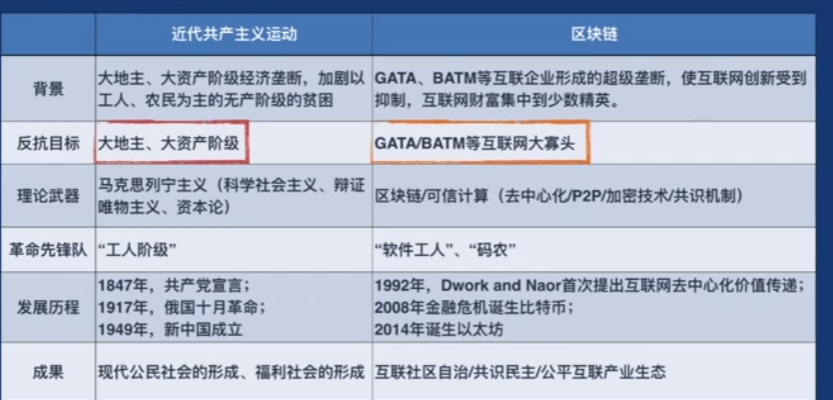 近代共产主义运动
区块链
背景
大地主、大资产阶级经济垄断，加剧以
工人、农民为主的无产阶级的贫困
GATA、BATM等互联企业形成的超级垄断，使互联网创新受到
抑制，互联网财富集中到少数精英。
反抗目标
大地主、大资产阶级
GATA/BATM等互联网大寡头
理论武器
马克思列宁主义（科学社会主义、辩证
唯物主义、资本论）
区块链/可信计算（去中心化/P2P/加密技术/共识机制）
革命先锋队
“工人阶级”
“软件工人”、“码农”
发展历程
1847年，共产党宣言；
1917年，俄国十月革命；
1949年，新中国成立
1992年，Dwork and Naor首次提出互联网去中心化价值传递；
2008年金融危机诞生比特币；
2014年诞生以太坊
成果
现代公民社会的形成、福利社会的形成
互联社区自治/共识民主/公平互联产业生态